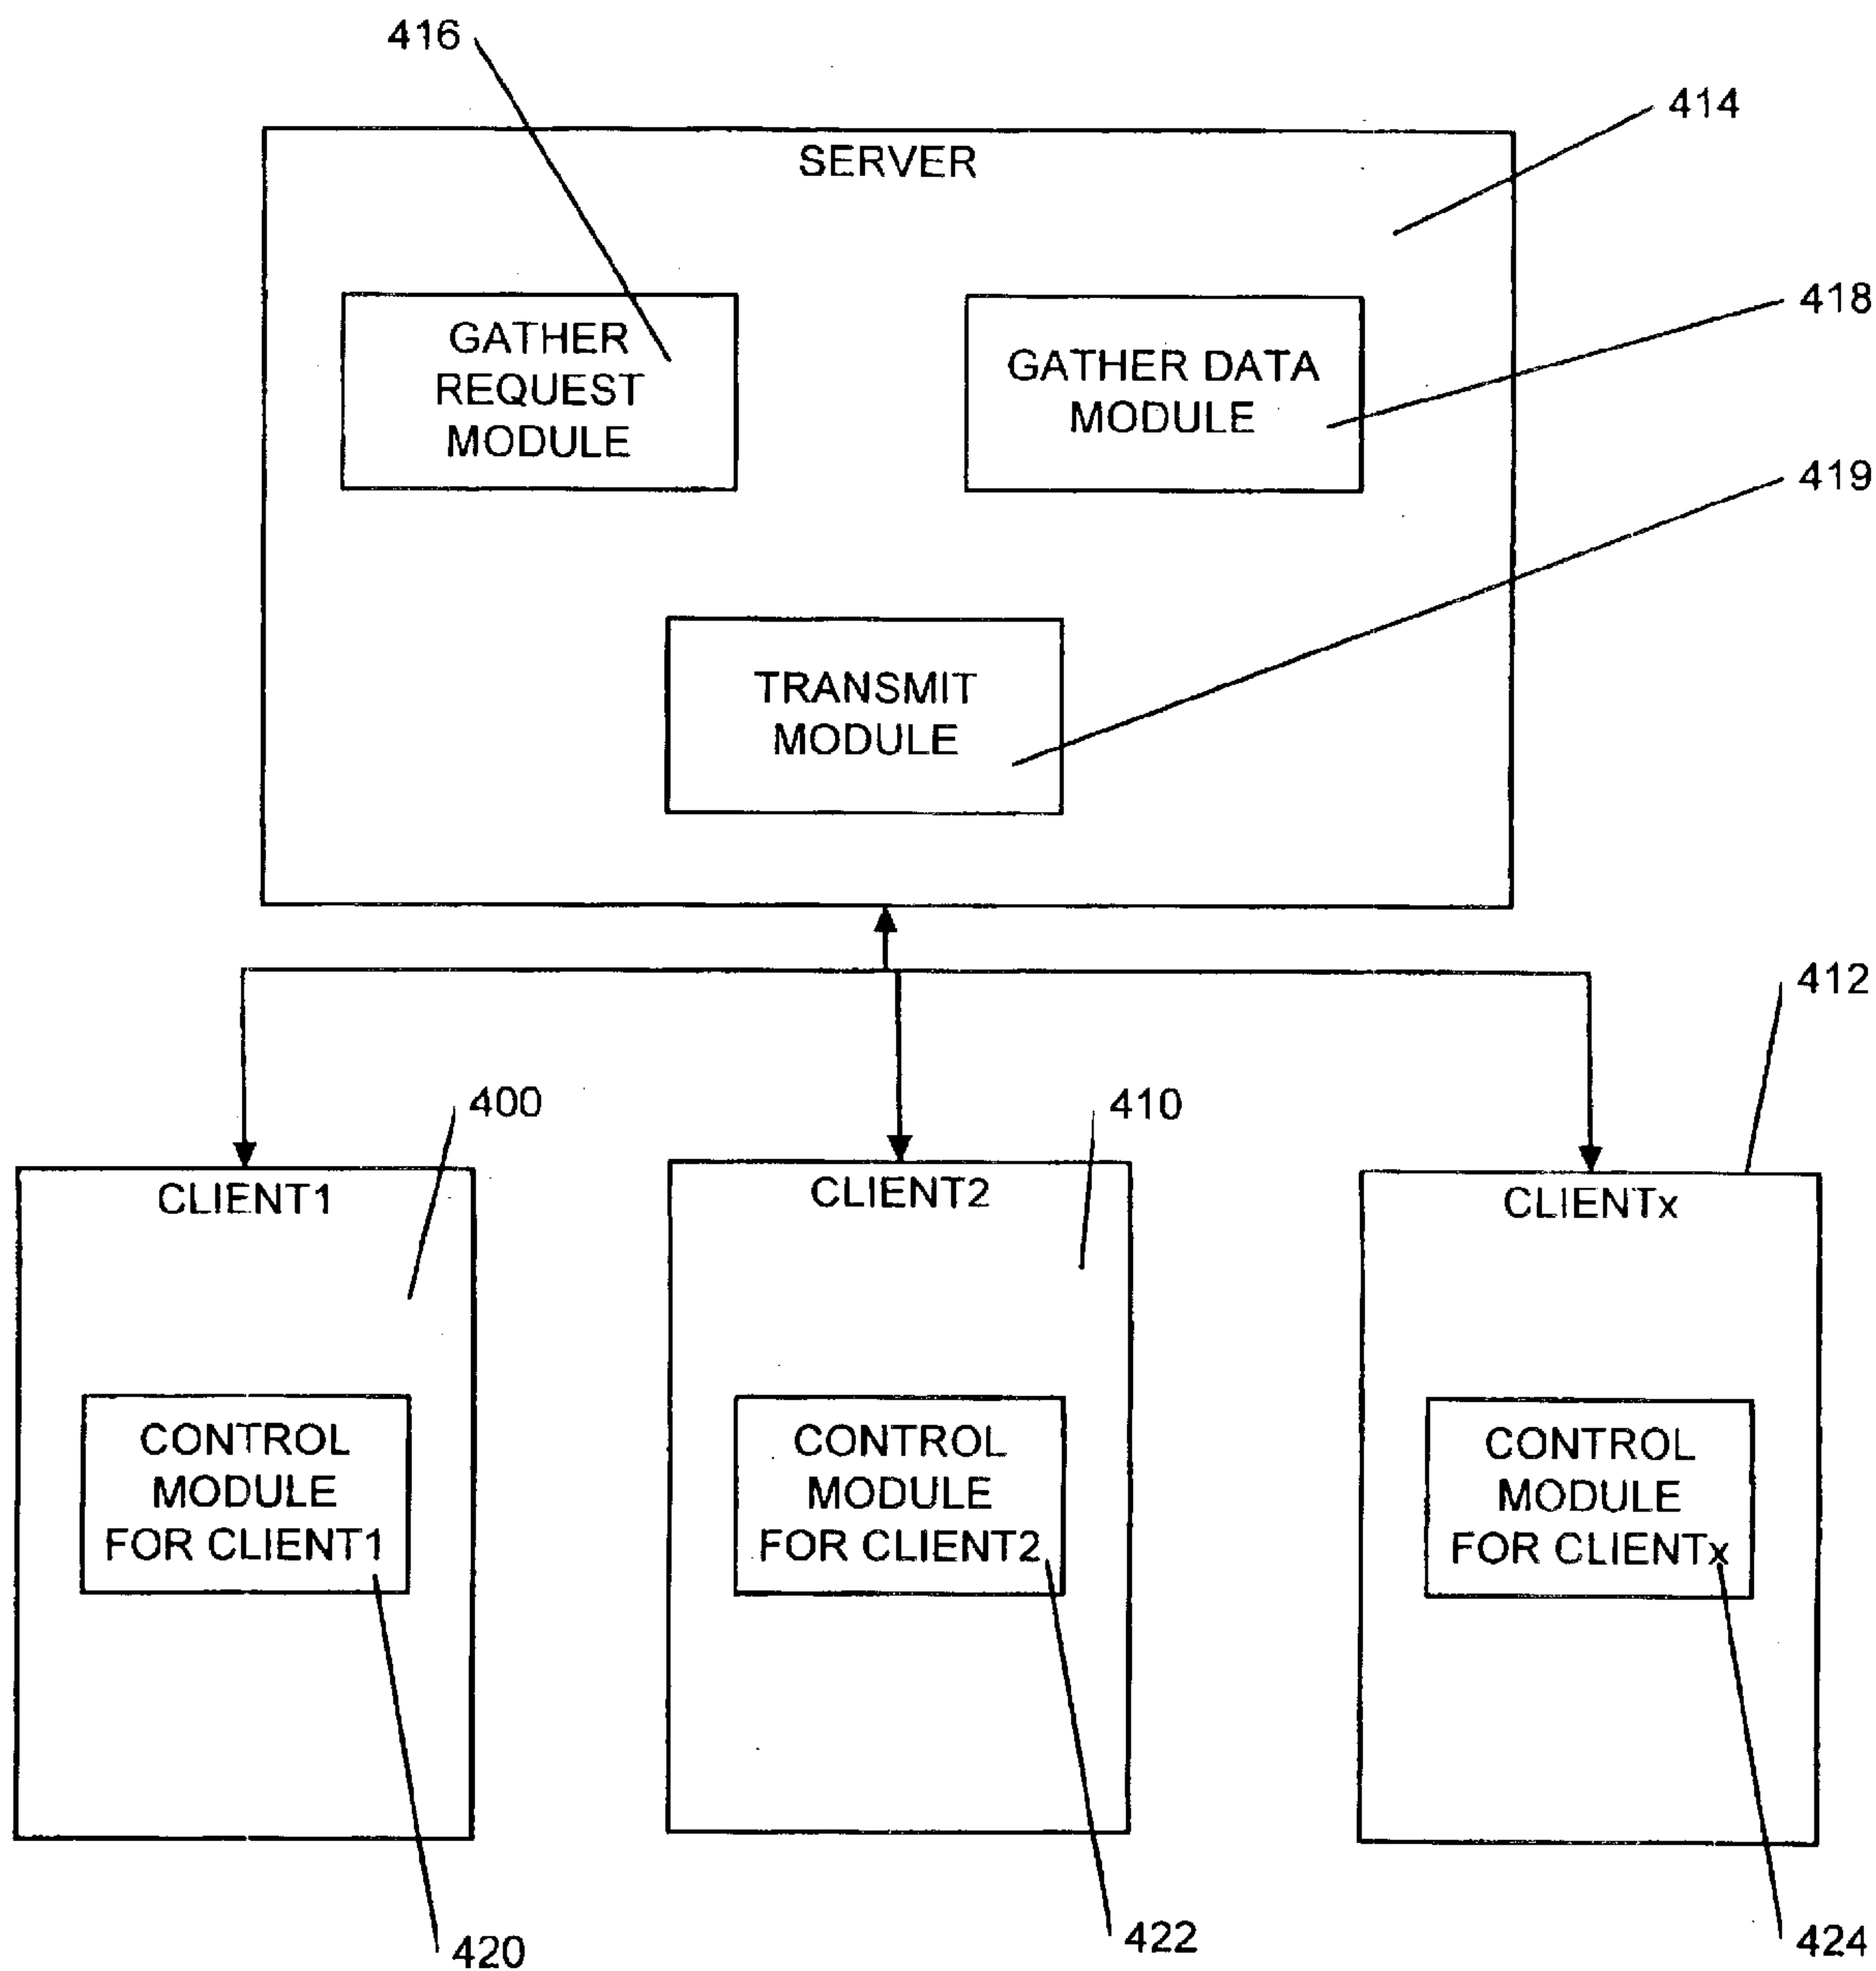 416
414
SERVER
418
GATHER
REQUEST
MODULE
GATHER DATA
MODULE
419
TRANSMIT
MODULE
412
400
410
CLIENT1
CLIENT2
CLIENTx
CONTROL
MODULE
FOR CLIENT1
CONTROL
MODULE
FOR CLIENT2
CONTROL
MODULE
FOR CLIENTx
420
422
424